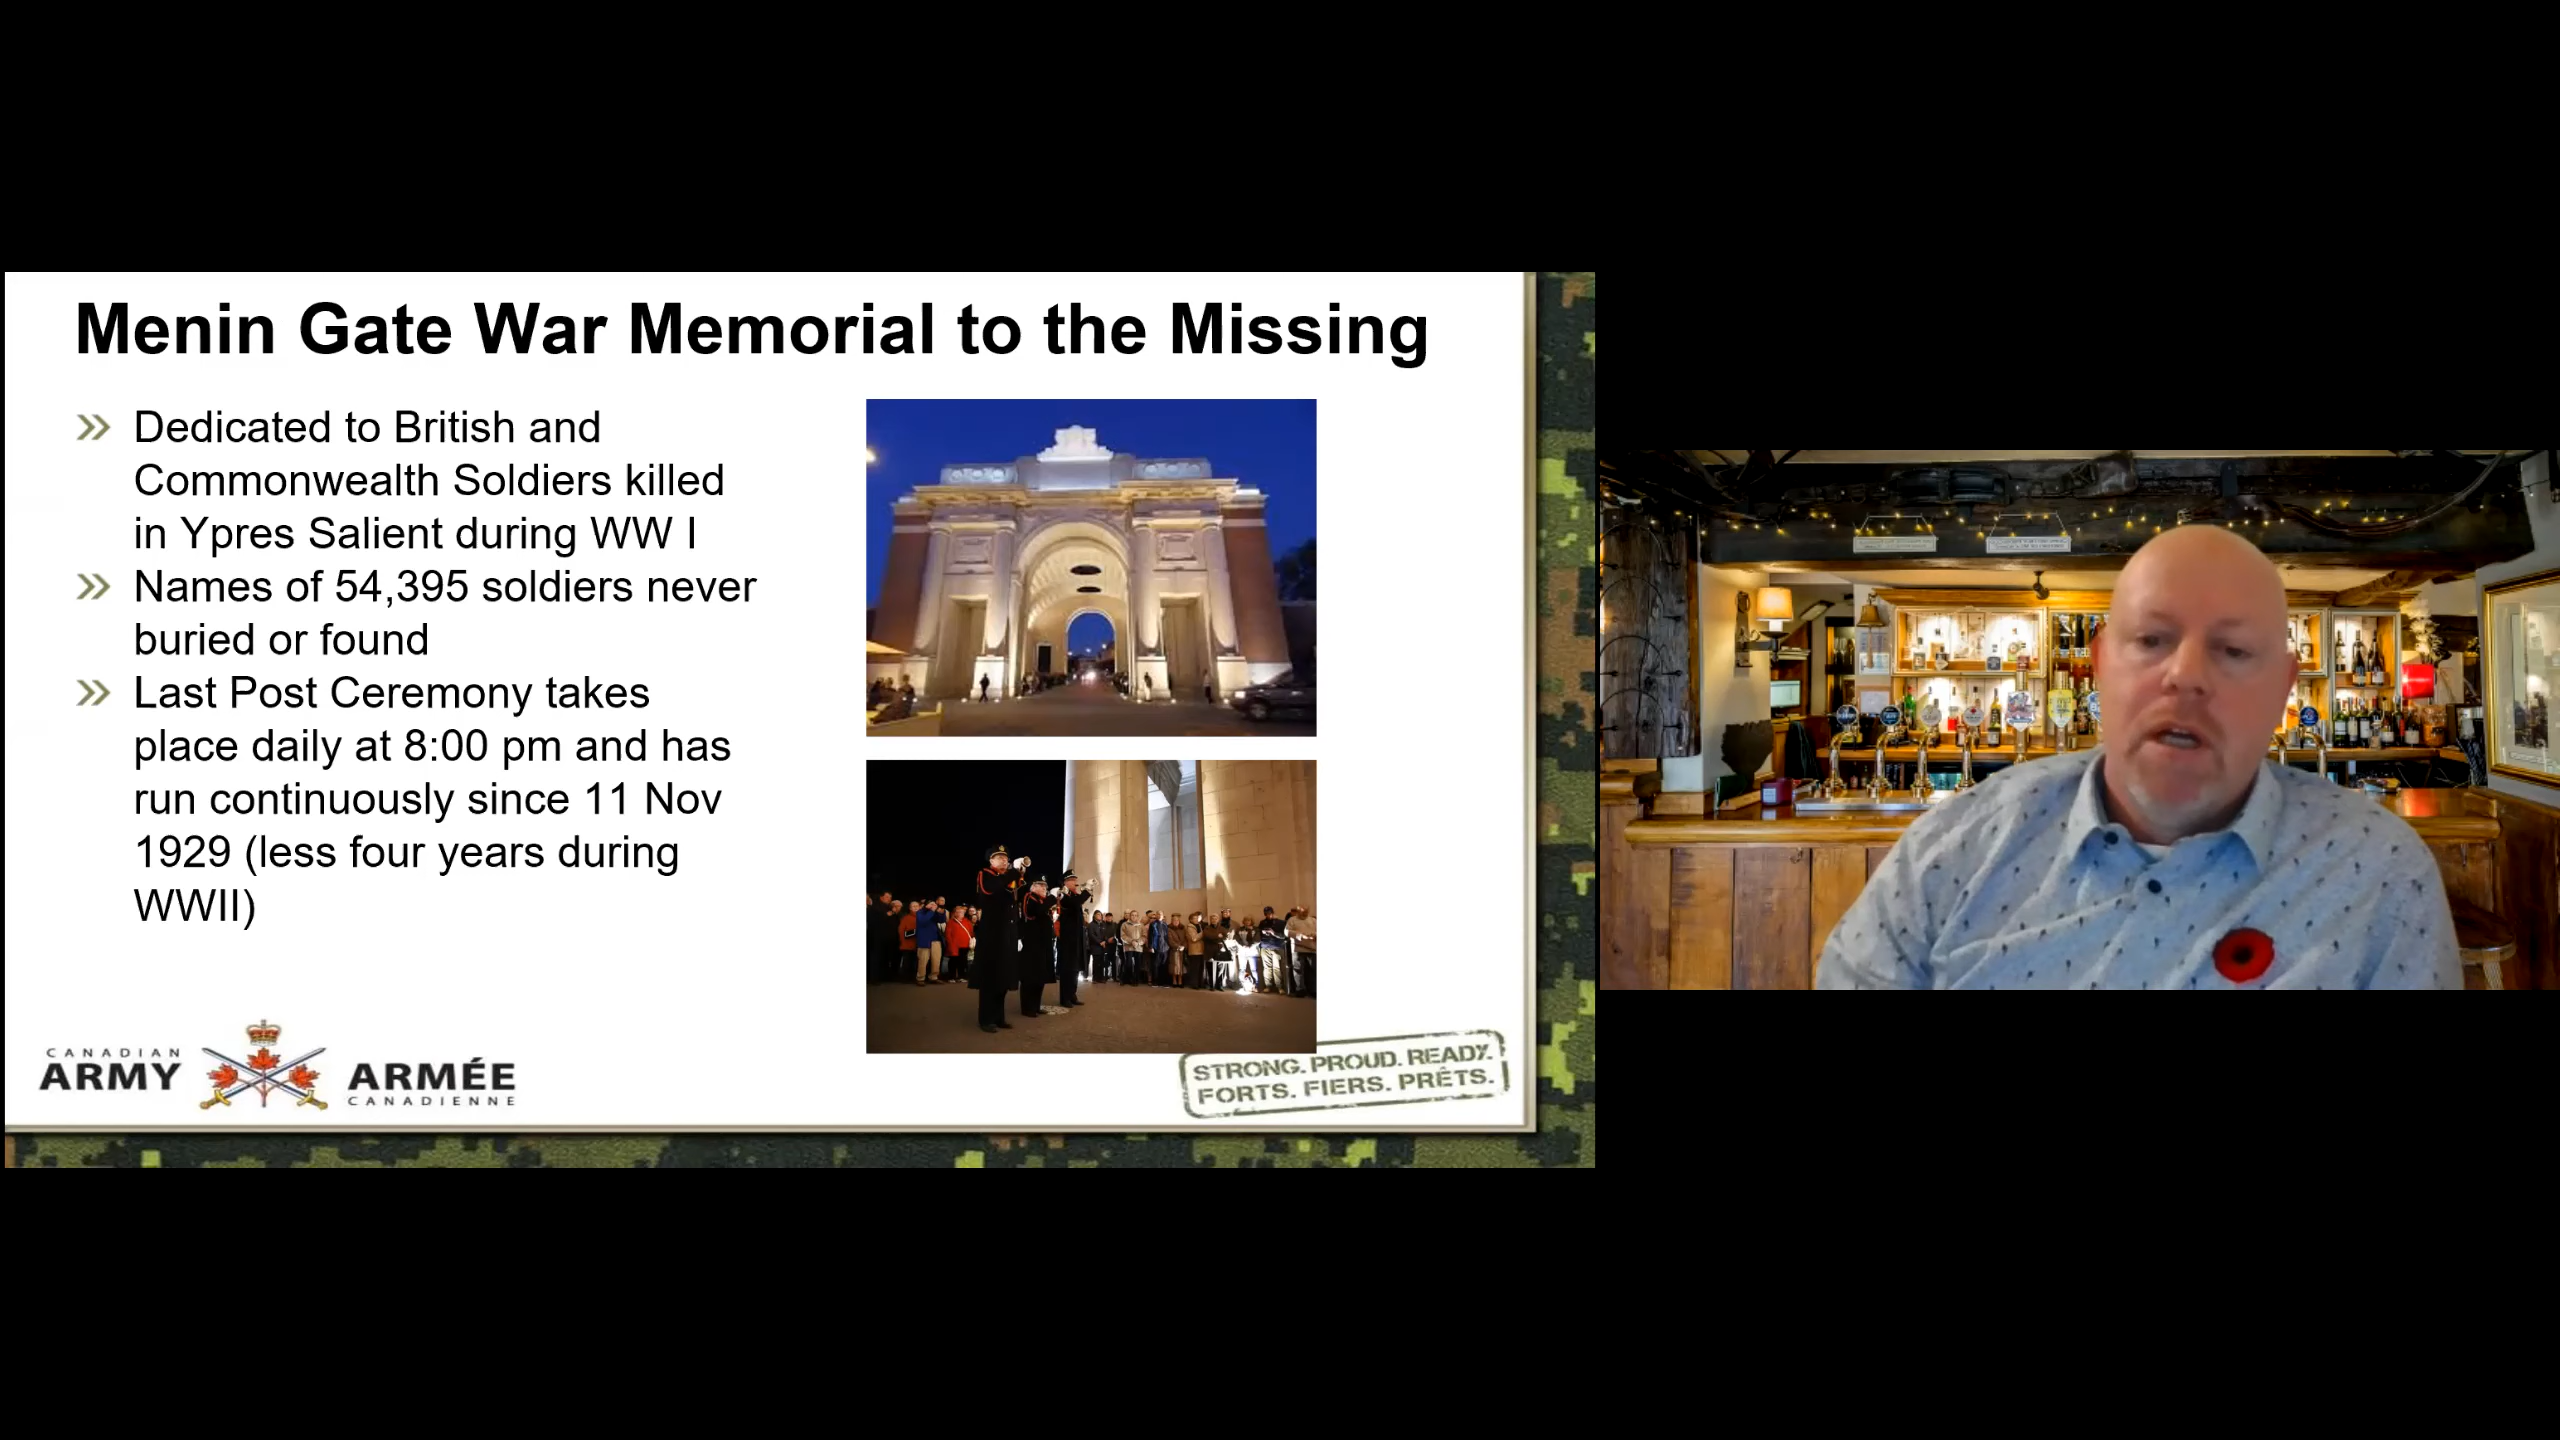 Menin Gate War Memorial to the Missing
Dedicated to British and
Commonwealth Soldiers killed
in Ypres Salient during WW I
Names of 54,395 soldiers never
buried or found
Last Post Ceremony takes
place daily at 8:00 pm and has
run continuously since 11 Nov
1929 (less four years during
WWII)
CANADIAN
ARMY
ARMÉE
CANADIENNE
STRONG. PROUD. READY.
FORTS. FIERS. PRÊTS.